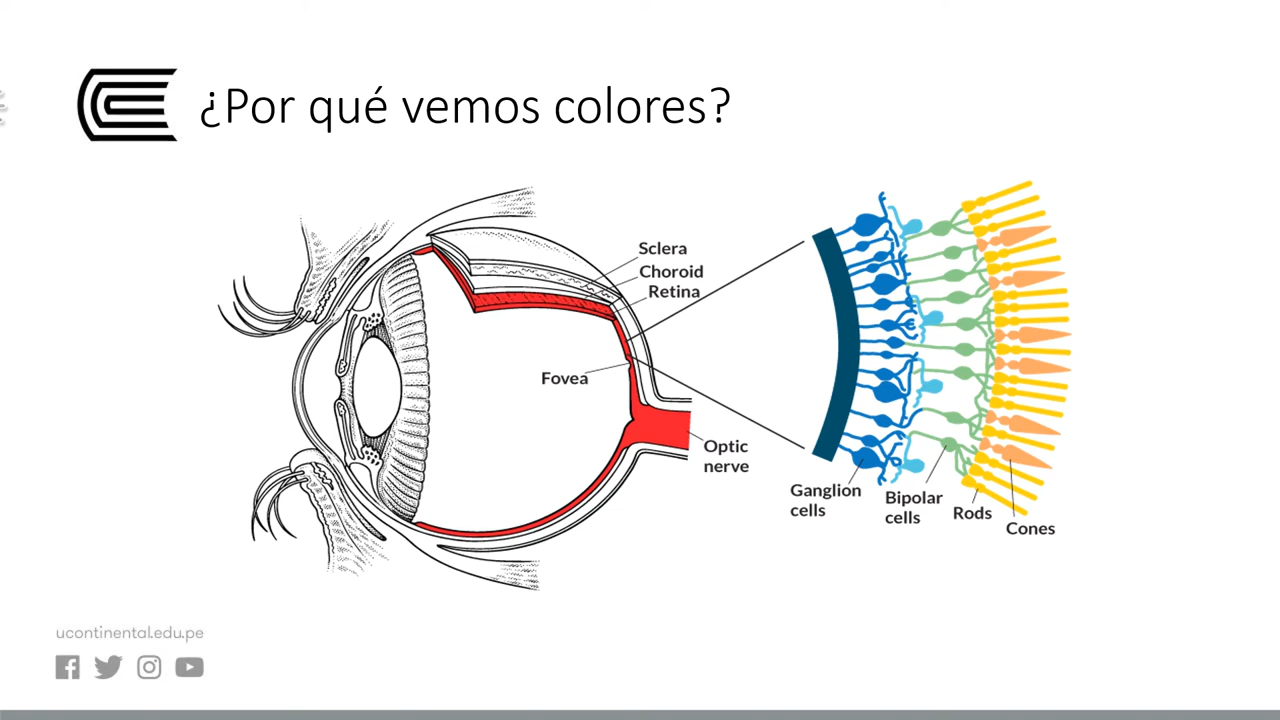 ¿Por qué vemos colores?
Sclera
Choroid
Retina
Fovea
Optic
nerve
Ganglion
cells
Bipolar
cells
Rods
Cones
ucontinental.edu.pe